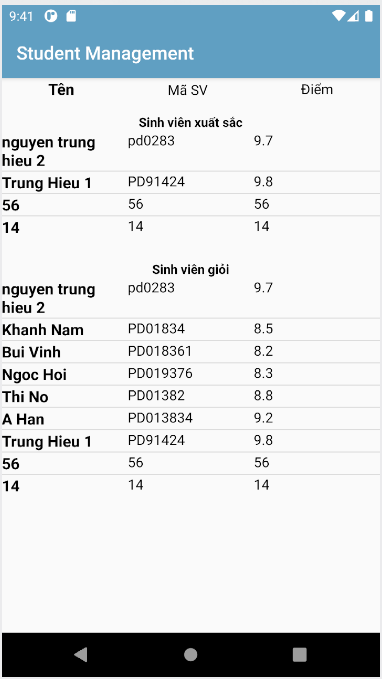 9:41
Student Management
Tên Mã SV Điểm
Sinh viên xuất sắc
nguyen trung pd0283 9.7
hieu 2
Trung Hieu 1 PD91424 9.8
56 56 56
14 14 14
Sinh viên giỏi
nguyen trung pd0283 9.7
hieu 2
Khanh Nam PD01834 8.5
Bui Vinh PD018361 8.2
Ngoc Hoi PD019376 8.3
Thi No PD01382 8.8
A Han PD013834 9.2
Trung Hieu 1 PD91424 9.8
56 56 56
14 14 14